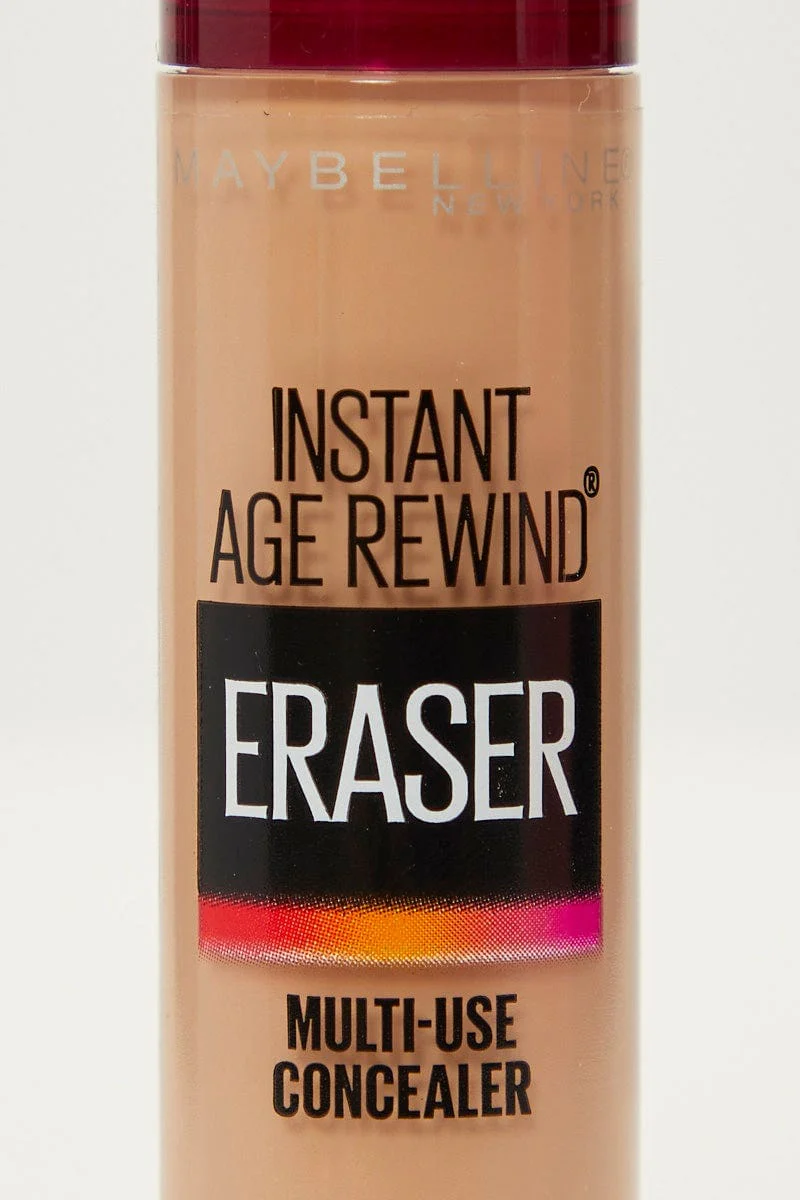 MAYBELLINE®
NEW YORK
INSTANT
AGE REWIND®
ERASER
MULTI-USE
CONCEALER